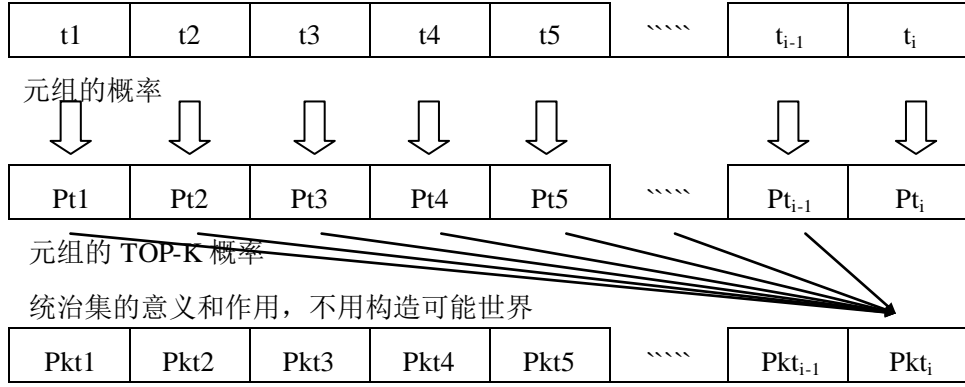 t1 t2 t3 t4 t5 ````` ti-1 ti
元组的概率
Pt1 Pt2 Pt3 Pt4 Pt5 ````` Pti-1 Pti
元组的 TOP-K 概率
统治集的意义和作用，不用构造可能世界
Pkt1 Pkt2 Pkt3 Pkt4 Pkt5 ````` Pkti-1 Pkti